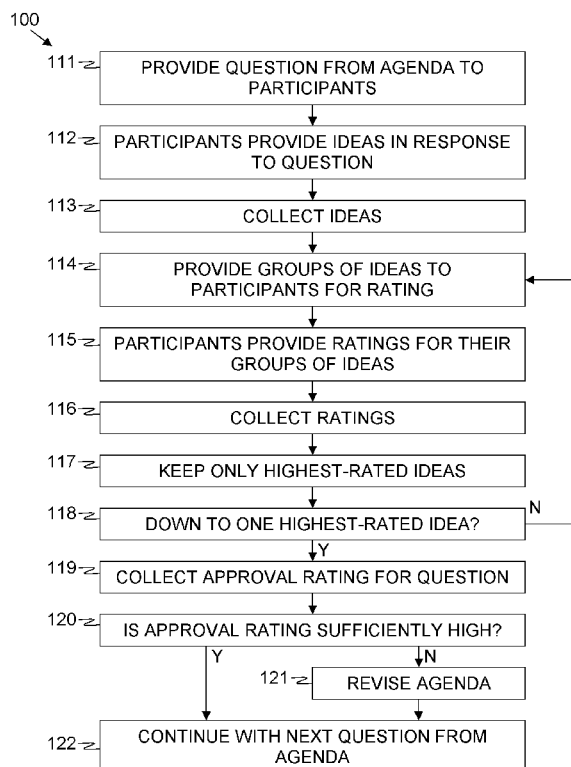 100
111
PROVIDE QUESTION FROM AGENDA TO
PARTICIPANTS
112
PARTICIPANTS PROVIDE IDEAS IN RESPONSE
TO QUESTION
113
COLLECT IDEAS
114
PROVIDE GROUPS OF IDEAS TO
PARTICIPANTS FOR RATING
115
PARTICIPANTS PROVIDE RATINGS FOR THEIR
GROUPS OF IDEAS
116
COLLECT RATINGS
117
KEEP ONLY HIGHEST-RATED IDEAS
118
DOWN TO ONE HIGHEST-RATED IDEA?
N
Y
119
COLLECT APPROVAL RATING FOR QUESTION
120
IS APPROVAL RATING SUFFICIENTLY HIGH?
Y
N
121
REVISE AGENDA
122
CONTINUE WITH NEXT QUESTION FROM
AGENDA